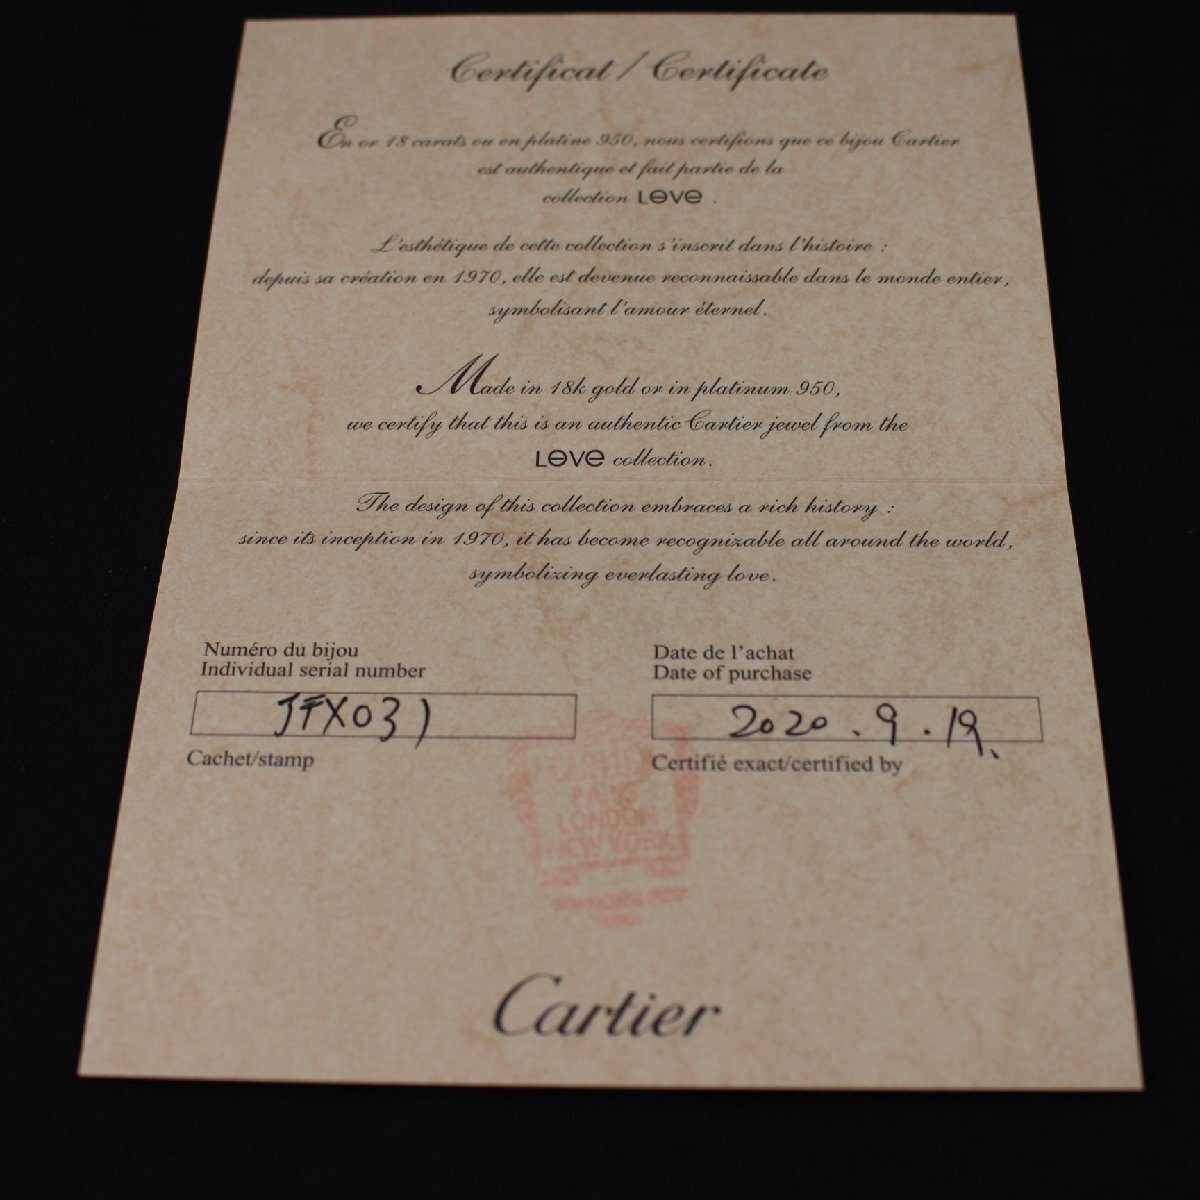 Certificat / Certificate
En or 18 carats ou en platine 950, nous certifions que ce bijou Cartier
est authentique et fait partie de la
collection LOVE .
L'esthétique de cette collection s'inscrit dans l'histoire :
depuis sa création en 1970, elle est devenue reconnaissable dans le monde entier,
symbolisant l'amour éternel.
Made in 18k gold or in platinum 950,
we certify that this is an authentic Cartier jewel from the
LOVE collection.
The design of this collection embraces a rich history :
since its inception in 1970, it has become recognizable all around the world,
symbolizing everlasting love.
Numéro du bijou
Individual serial number
Date de l'achat
Date of purchase
JFX031
2020.9.19.
Cachet/stamp
Certifié exact/certified by
CARTIER
PARIS
LONDON
NEW YORK
Cartier